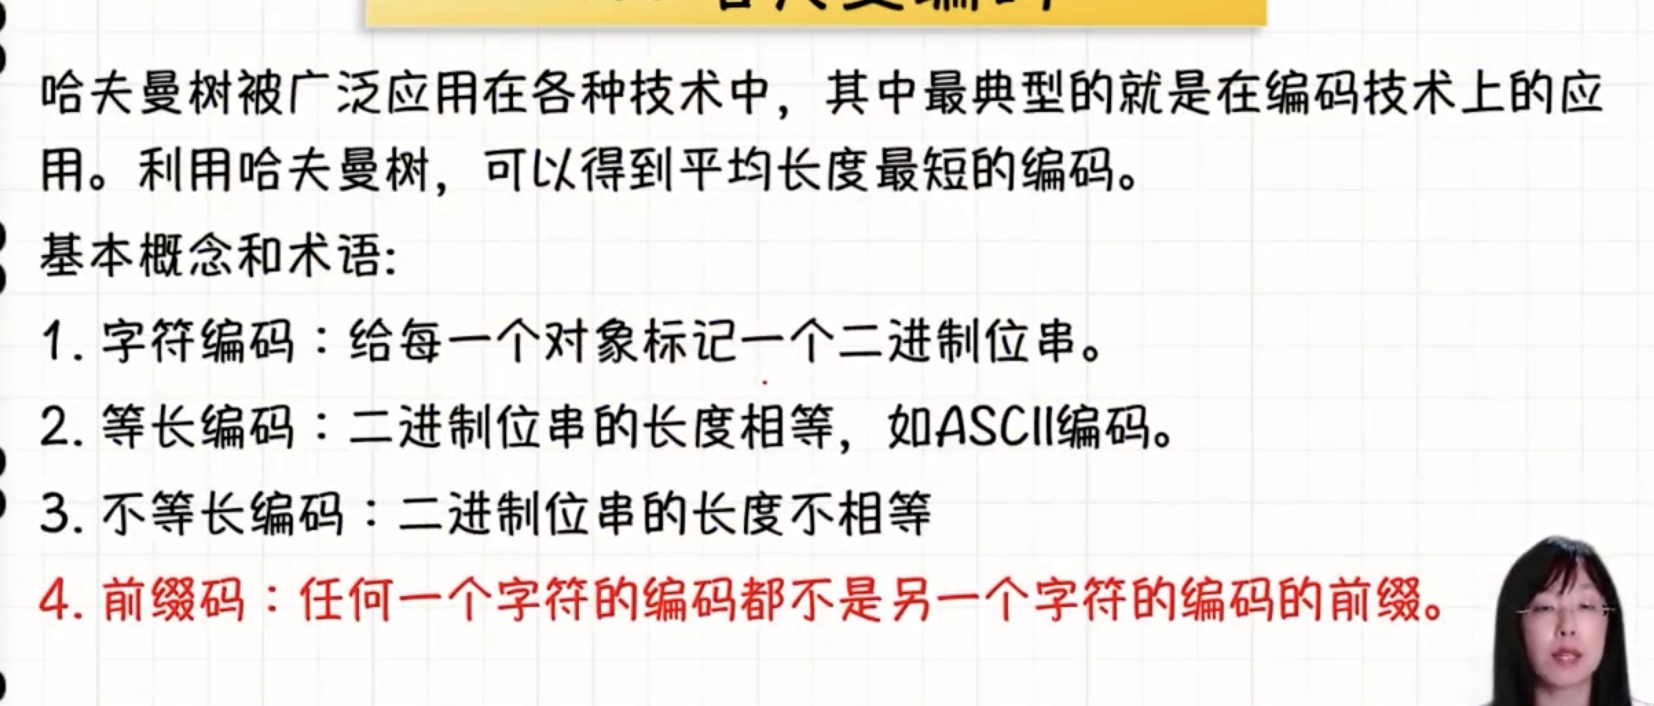 哈夫曼树被广泛应用在各种技术中，其中最典型的就是在编码技术上的应
用。利用哈夫曼树，可以得到平均长度最短的编码。
基本概念和术语:
1. 字符编码：给每一个对象标记一个二进制位串。
2. 等长编码：二进制位串的长度相等，如ASCII编码。
3. 不等长编码：二进制位串的长度不相等
4. 前缀码：任何一个字符的编码都不是另一个字符的编码的前缀。